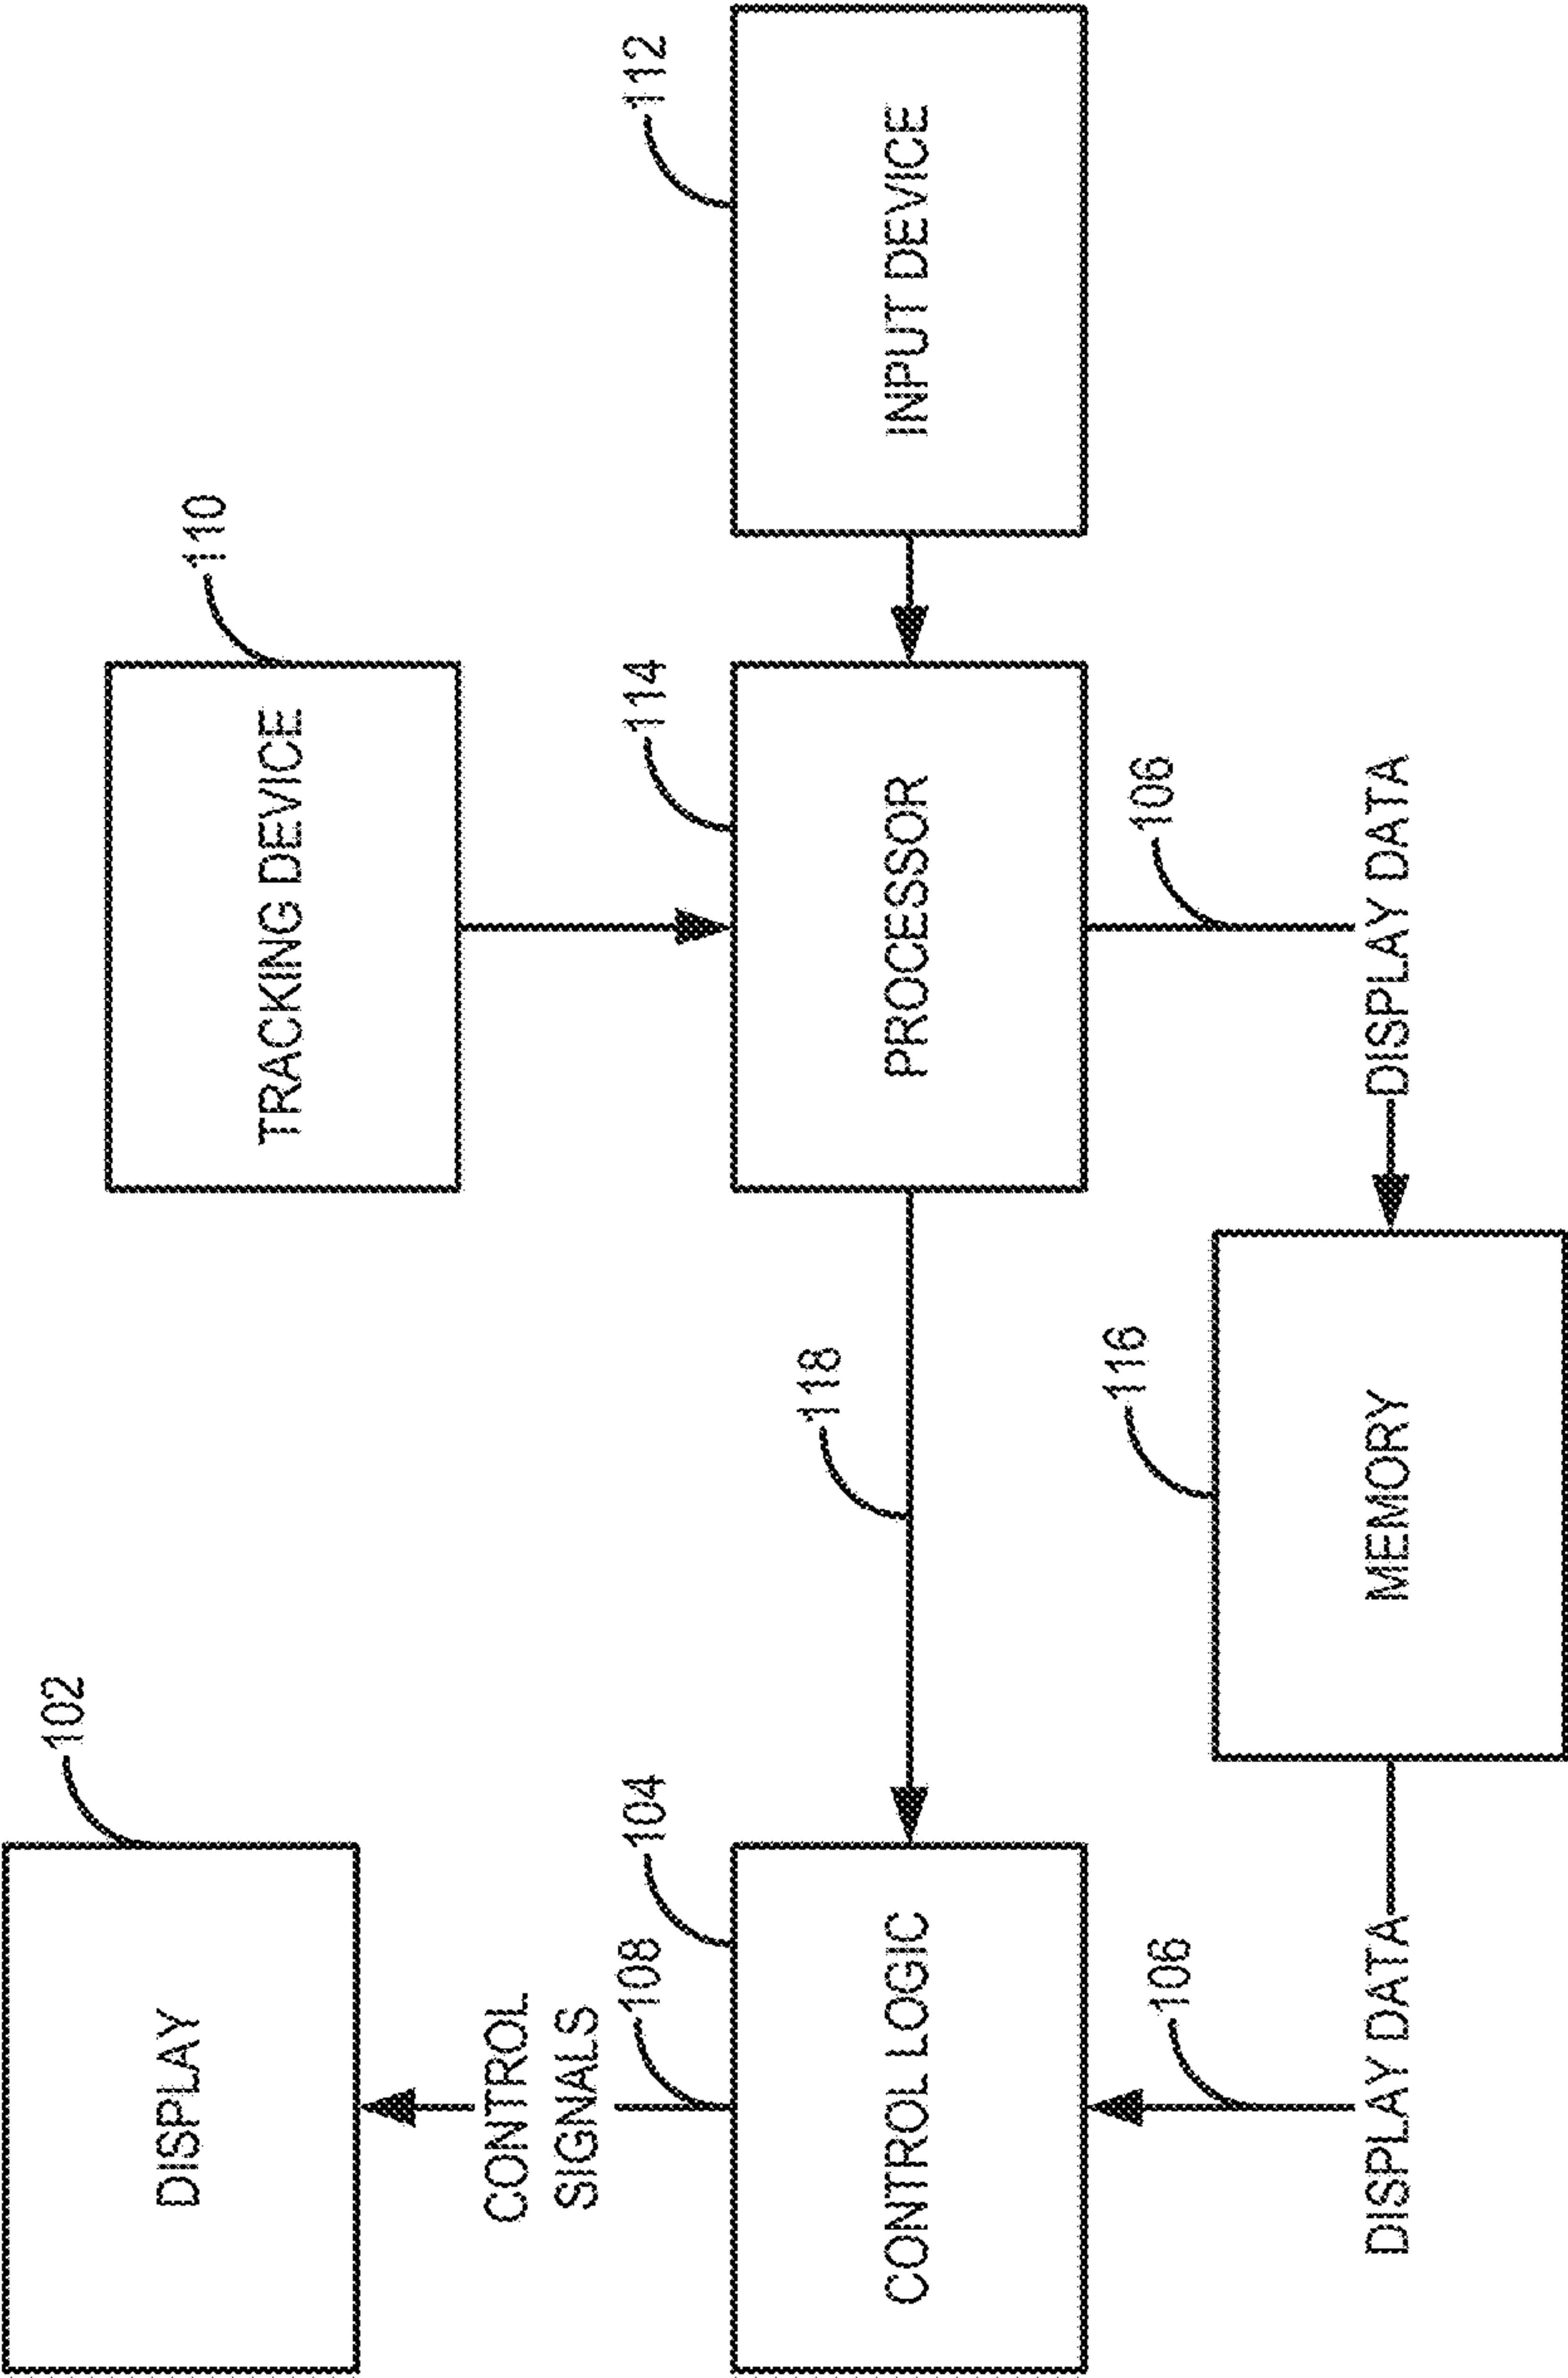 102
DISPLAY
110
TRACKING DEVICE
CONTROL
SIGNALS
108
104
114
112
118
CONTROL LOGIC
PROCESSOR
INPUT DEVICE
106
116
106
DISPLAY DATA
MEMORY
DISPLAY DATA